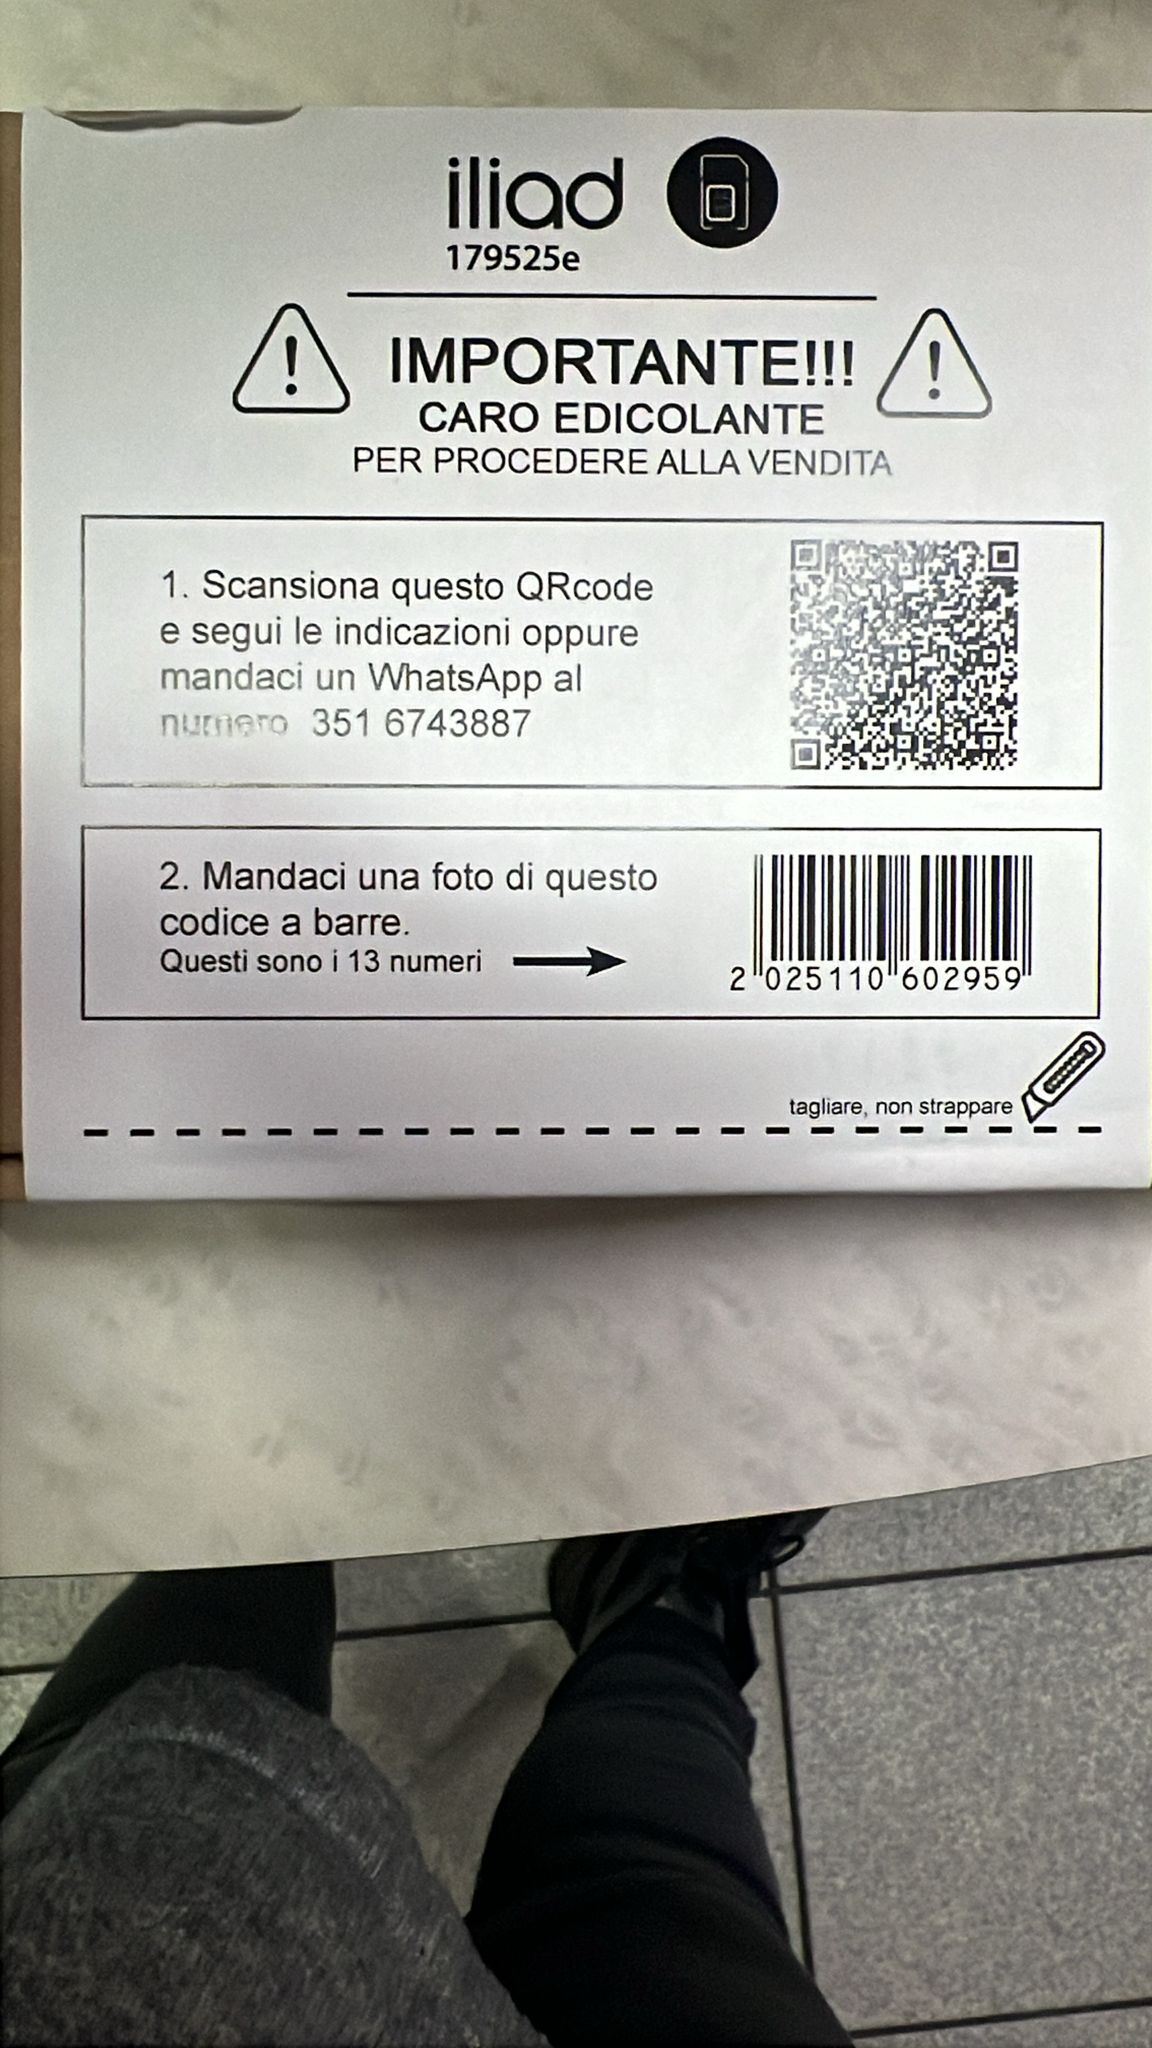 iliad
179525e
IMPORTANTE!!!
CARO EDICOLANTE
PER PROCEDERE ALLA VENDITA
1. Scansiona questo QRcode
e segui le indicazioni oppure
mandaci un WhatsApp al
numero 351 6743887
2. Mandaci una foto di questo
codice a barre.
Questi sono i 13 numeri
2 025110 602959
tagliare, non strappare